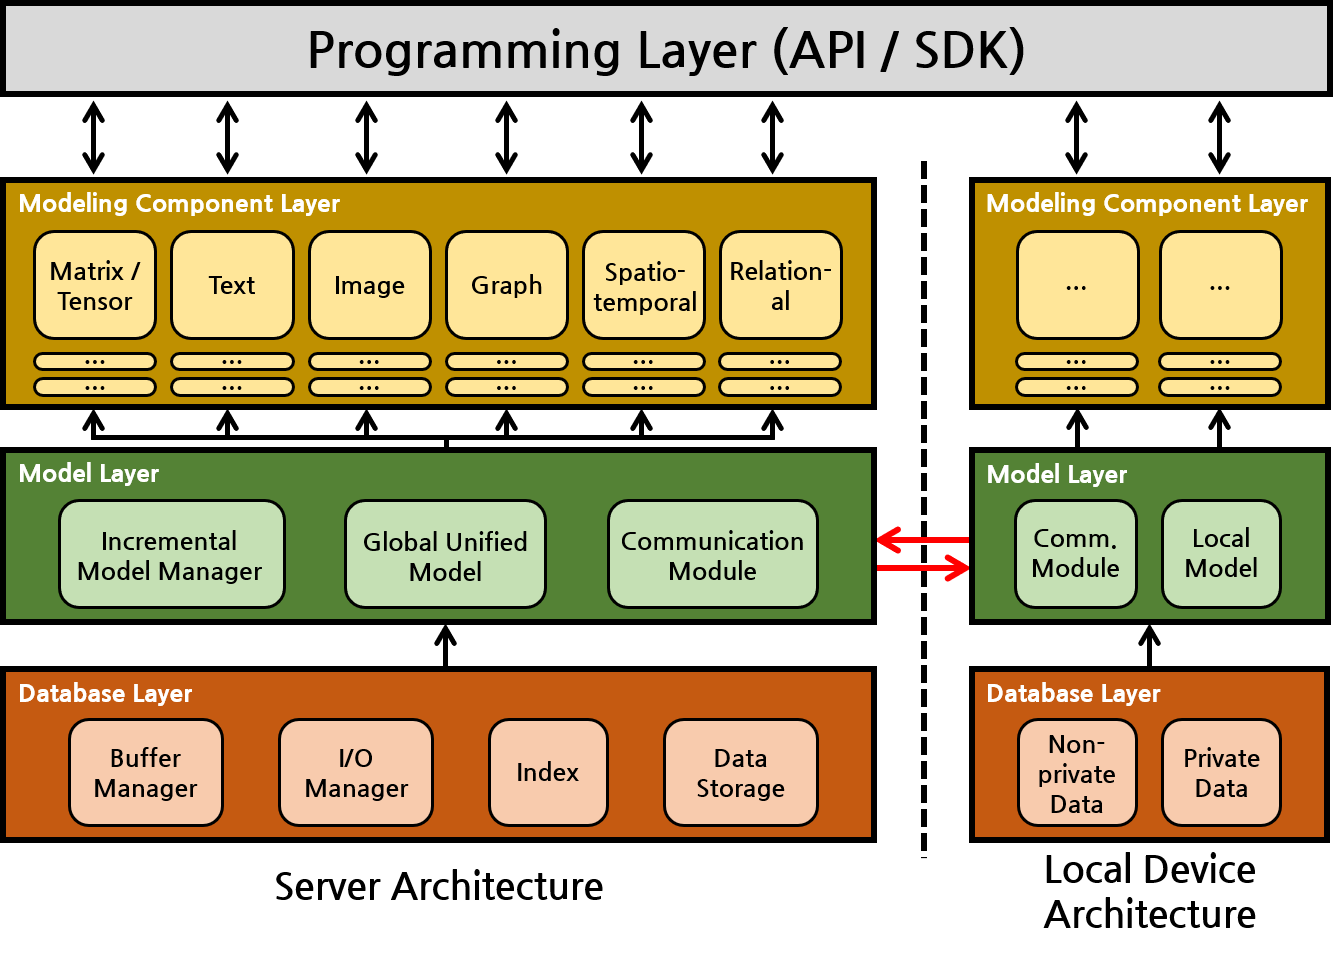 Programming Layer (API / SDK)
Modeling Component Layer
Matrix /
Tensor
Text
Image
Graph
Spatio-
temporal
Relation-
al
...
...
...
...
...
...
...
...
...
...
...
...
Modeling Component Layer
...
...
...
...
...
...
Model Layer
Incremental
Model Manager
Global Unified
Model
Communication
Module
Model Layer
Comm.
Module
Local
Model
Database Layer
Buffer
Manager
I/O
Manager
Index
Data
Storage
Database Layer
Non-
private
Data
Private
Data
Server Architecture
Local Device
Architecture